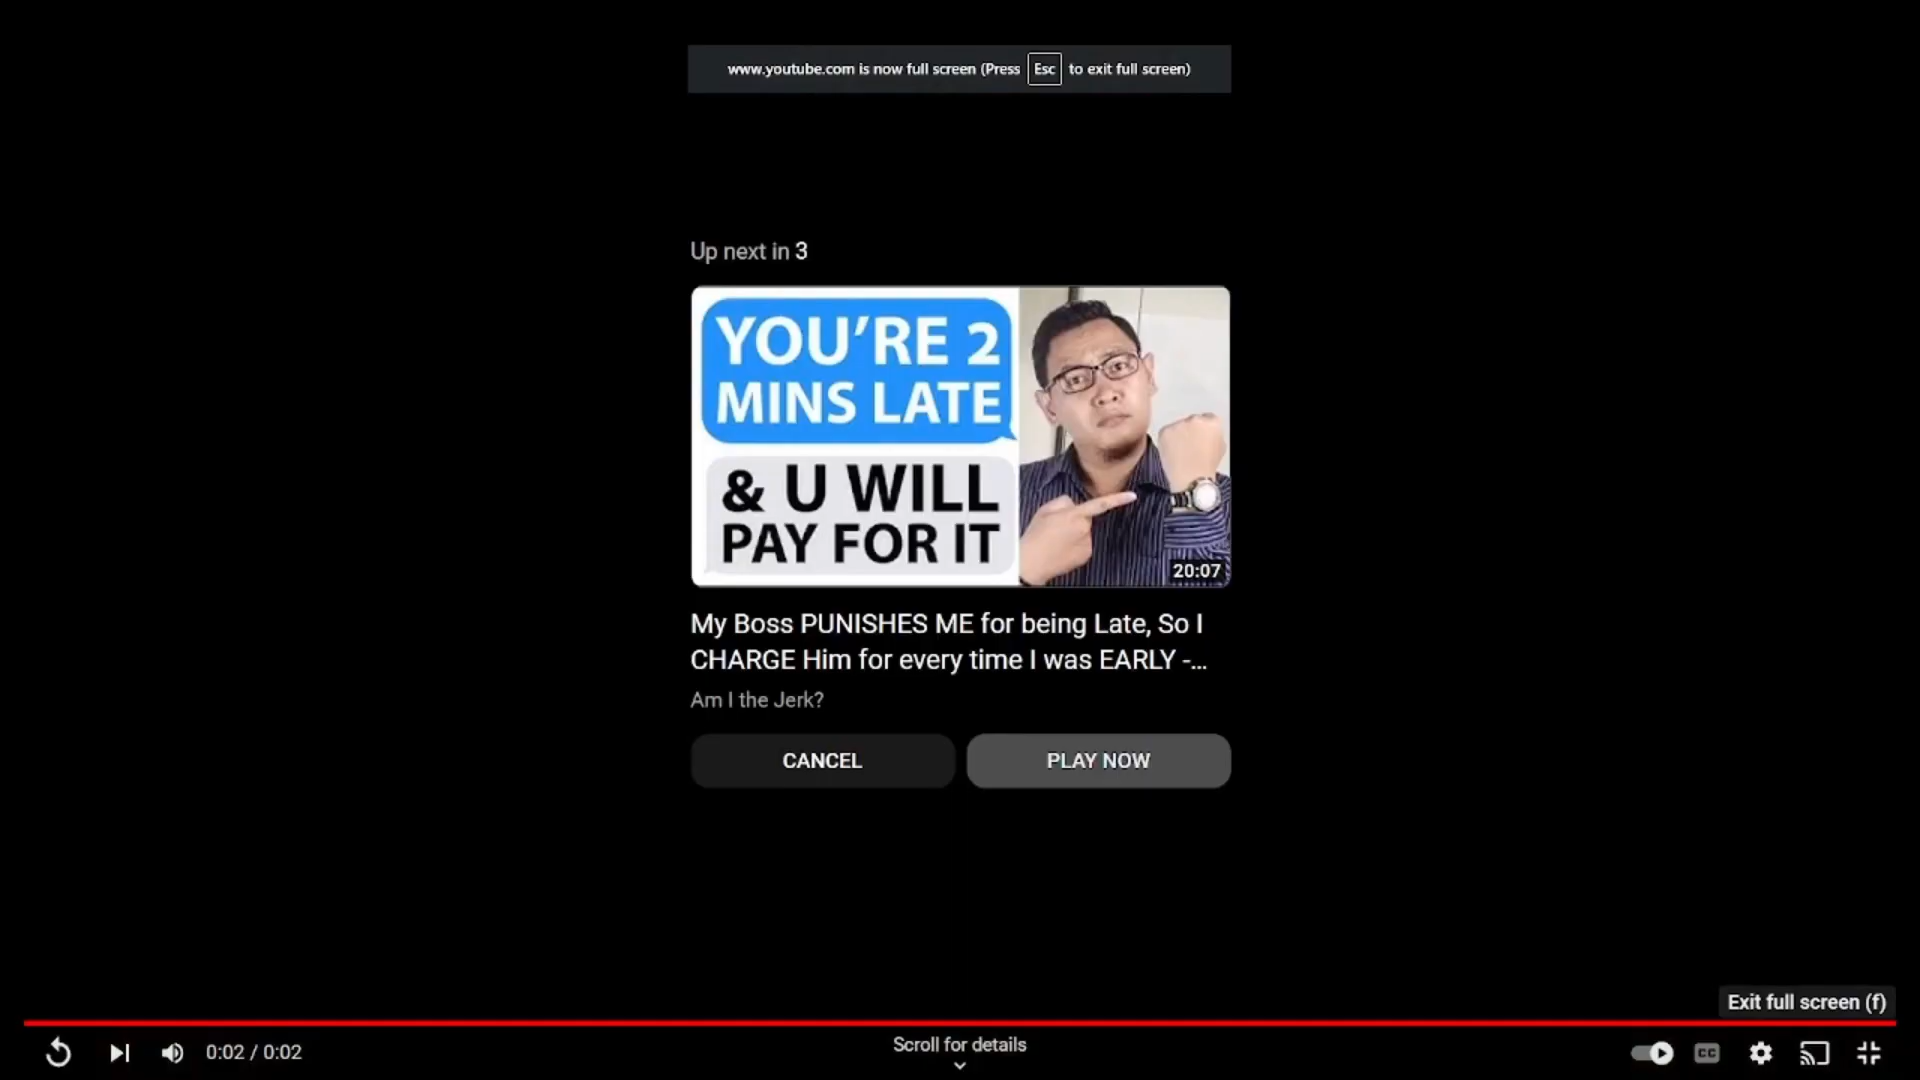 www.youtube.com is now full screen (Press Esc to exit full screen)
Up next in 3
YOU'RE 2
MINS LATE
& U WILL
PAY FOR IT
20:07
My Boss PUNISHES ME for being Late, So I
CHARGE Him for every time I was EARLY -...
Am I the Jerk?
CANCEL
PLAY NOW
Exit full screen (f)
0:02 / 0:02
Scroll for details
CC